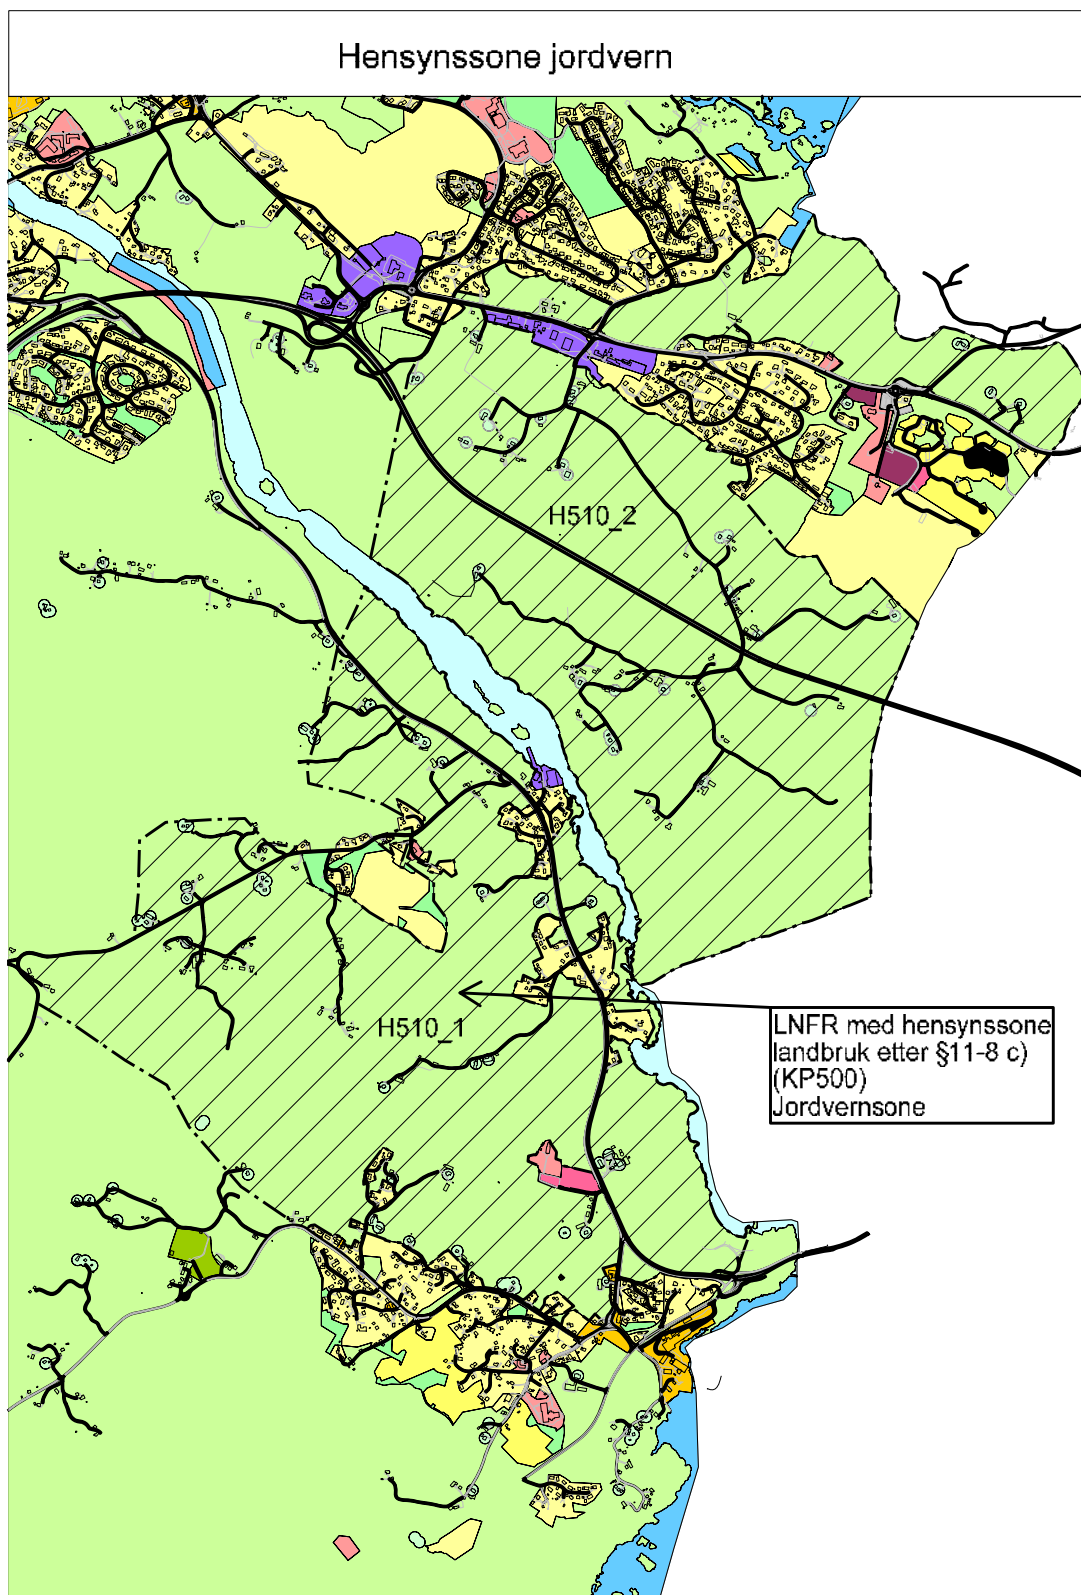 Hensynssone jordvern
H510_2
H510_1
LNFR med hensynssone
landbruk etter §11-8 c)
(KP500)
Jordvernsone